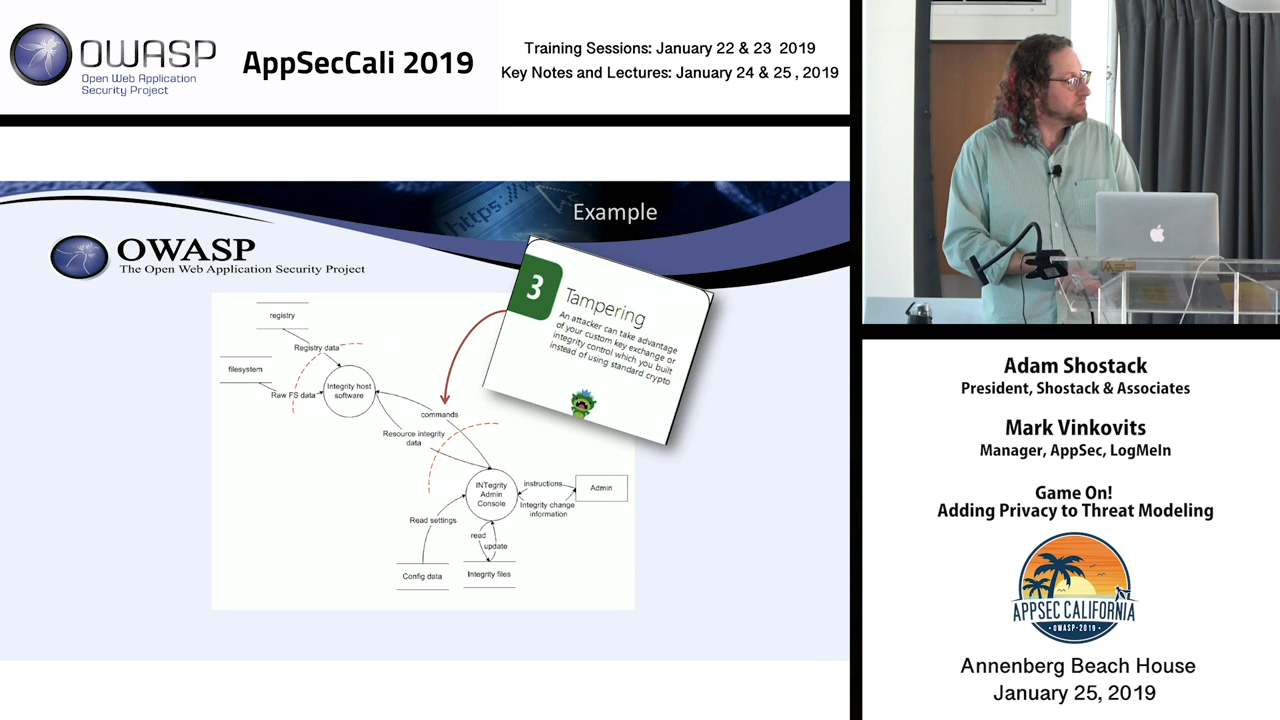 OWASP
Open Web Application
Security Project
AppSecCali 2019
Training Sessions: January 22 & 23 2019
Key Notes and Lectures: January 24 & 25 , 2019
https:
Example
OWASP
The Open Web Application Security Project
3
Tampering
An attacker can take advantage
of your custom key exchange or
integrity control which you built
instead of using standard crypto
registry
Registry data
filesystem
Raw FS data
Integrity host
software
commands
Resource integrity
data
INTegrity
Admin
Console
instructions
Admin
Integrity change
information
Read settings
read
update
Config data
Integrity files
Adam Shostack
President, Shostack & Associates
Mark Vinkovits
Manager, AppSec, LogMeIn
Game On!
Adding Privacy to Threat Modeling
APPSEC CALIFORNIA
• OWASP-2019 •
Annenberg Beach House
January 25, 2019